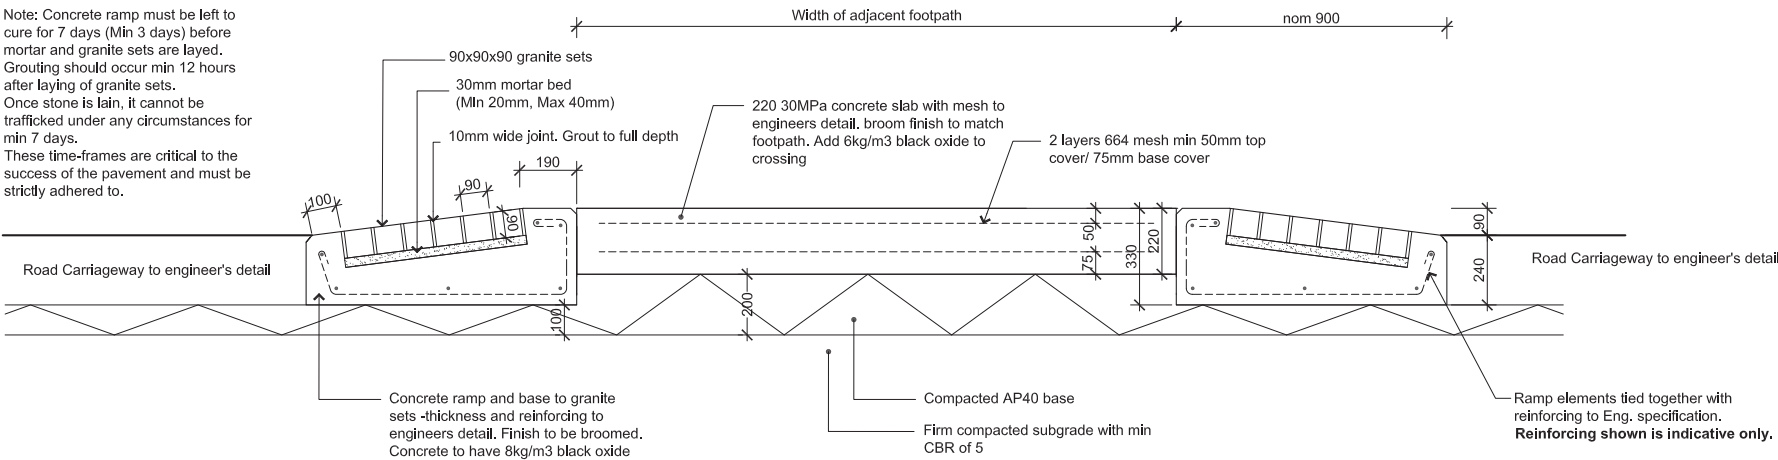 Note: Concrete ramp must be left to
cure for 7 days (Min 3 days) before
mortar and granite sets are layed.
Grouting should occur min 12 hours
after laying of granite sets.
Once stone is lain, it cannot be
trafficked under any circumstances for
min 7 days.
These time-frames are critical to the
success of the pavement and must be
strictly adhered to.
Width of adjacent footpath
nom 900
90x90x90 granite sets
30mm mortar bed
(MIn 20mm, Max 40mm)
10mm wide joint. Grout to full depth
220 30MPa concrete slab with mesh to
engineers detail. broom finish to match
footpath. Add 6kg/m3 black oxide to
crossing
2 layers 664 mesh min 50mm top
cover/ 75mm base cover
190
90
100
90
50
75
330
220
90
240
Road Carriageway to engineer's detail
Road Carriageway to engineer's detail
100
200
Concrete ramp and base to granite
sets -thickness and reinforcing to
engineers detail. Finish to be broomed.
Concrete to have 8kg/m3 black oxide
Compacted AP40 base
Firm compacted subgrade with min
CBR of 5
Ramp elements tied together with
reinforcing to Eng. specification.
Reinforcing shown is indicative only.